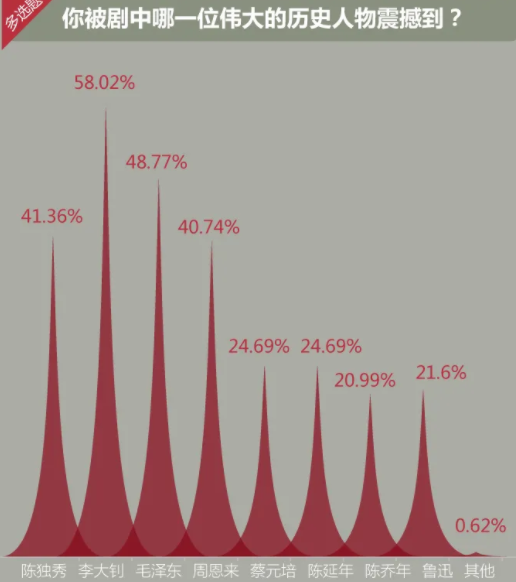 多选题
你被剧中哪一位伟大的历史人物震撼到？
58.02%
48.77%
41.36%
40.74%
24.69% 24.69%
20.99% 21.6%
0.62%
陈独秀 李大钊 毛泽东 周恩来 蔡元培 陈延年 陈乔年 鲁迅 其他